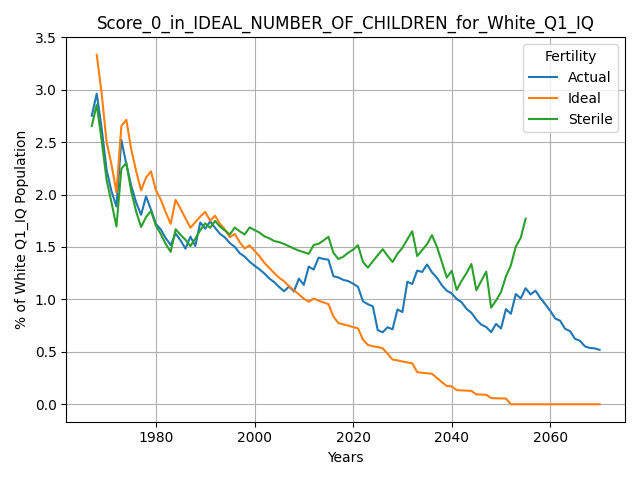 Score_0_in_IDEAL_NUMBER_OF_CHILDREN_for_White_Q1_IQ
Fertility
Actual
Ideal
Sterile
% of White Q1_IQ Population
3.5
3.0
2.5
2.0
1.5
1.0
0.5
0.0
1980 2000 2020 2040 2060
Years